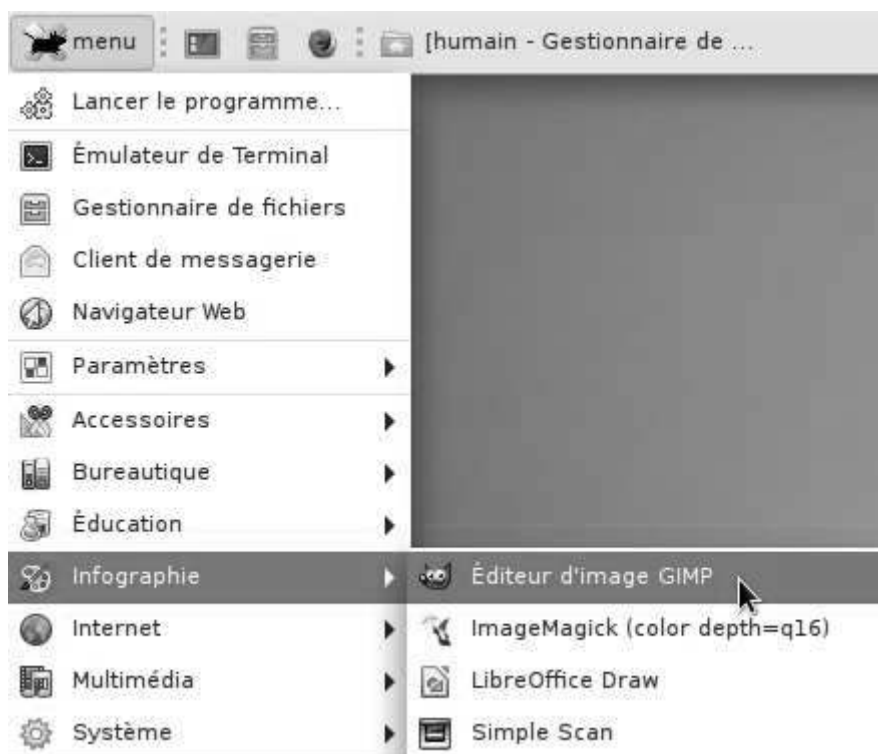 menu [humain - Gestionnaire de ...
Lancer le programme...
Émulateur de Terminal
Gestionnaire de fichiers
Client de messagerie
Navigateur Web
Paramètres
Accessoires
Bureautique
Éducation
Infographie
Éditeur d'image GIMP
Internet
ImageMagick (color depth=q16)
Multimédia
LibreOffice Draw
Système
Simple Scan